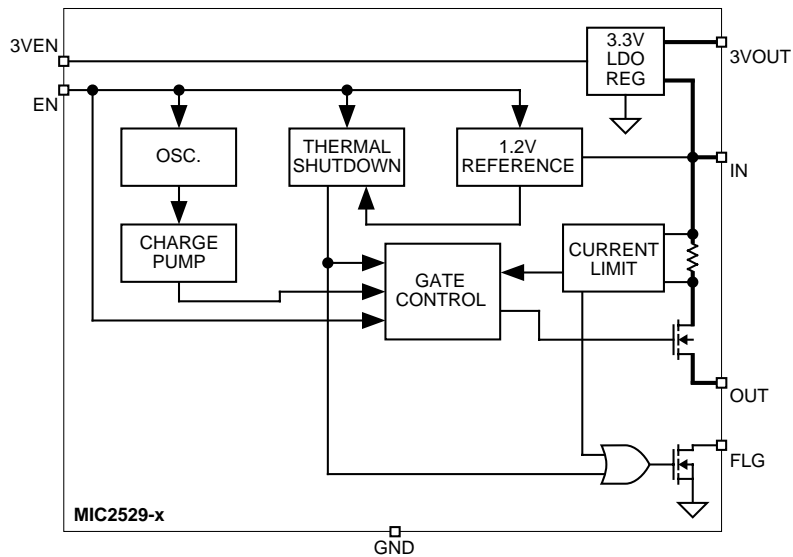 3VEN
3.3V
LDO
REG
3VOUT
EN
OSC.
THERMAL
SHUTDOWN
1.2V
REFERENCE
IN
CHARGE
PUMP
GATE
CONTROL
CURRENT
LIMIT
OUT
FLG
MIC2529-x
GND